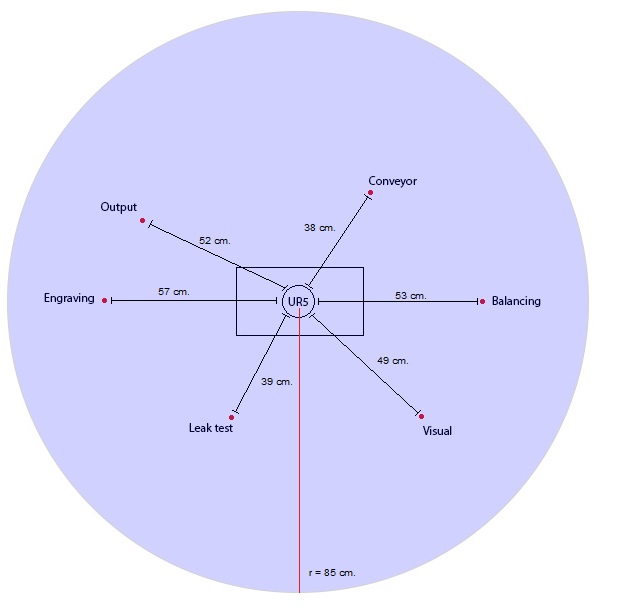 Conveyor
Output
38 cm.
52 cm.
57 cm.
Engraving
UR5
53 cm.
Balancing
49 cm.
39 cm.
Leak test
Visual
r = 85 cm.